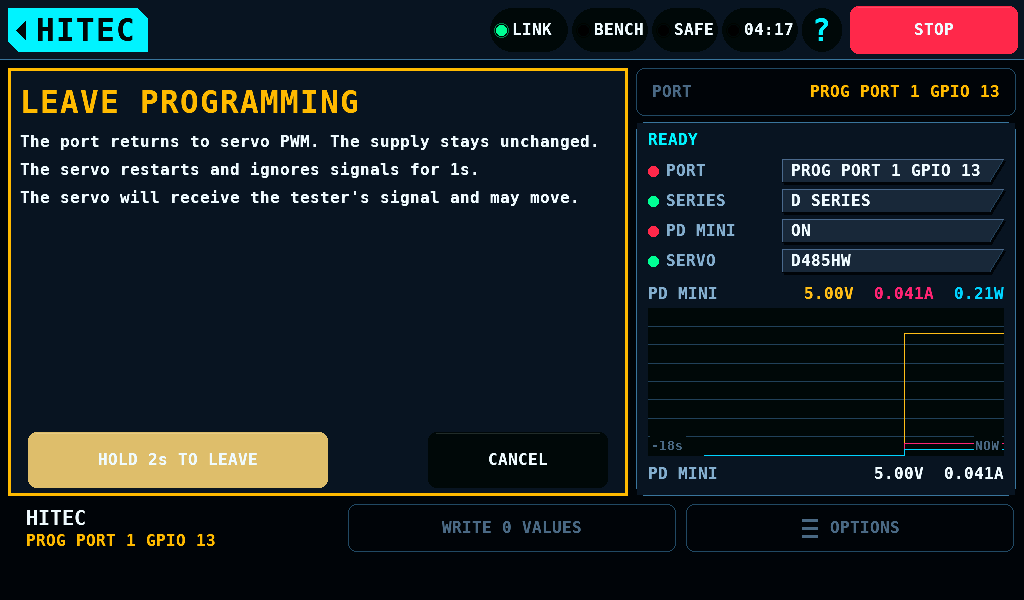 HITEC
LINK
BENCH
SAFE
04:17
?
STOP
LEAVE PROGRAMMING
The port returns to servo PWM. The supply stays unchanged.
The servo restarts and ignores signals for 1s.
The servo will receive the tester's signal and may move.
HOLD 2s TO LEAVE
CANCEL
PORT PROG PORT 1 GPIO 13
READY
PORT PROG PORT 1 GPIO 13
SERIES D SERIES
PD MINI ON
SERVO D485HW
PD MINI 5.00V 0.041A 0.21W
-18s NOW
PD MINI 5.00V 0.041A
HITEC
PROG PORT 1 GPIO 13
WRITE 0 VALUES
OPTIONS